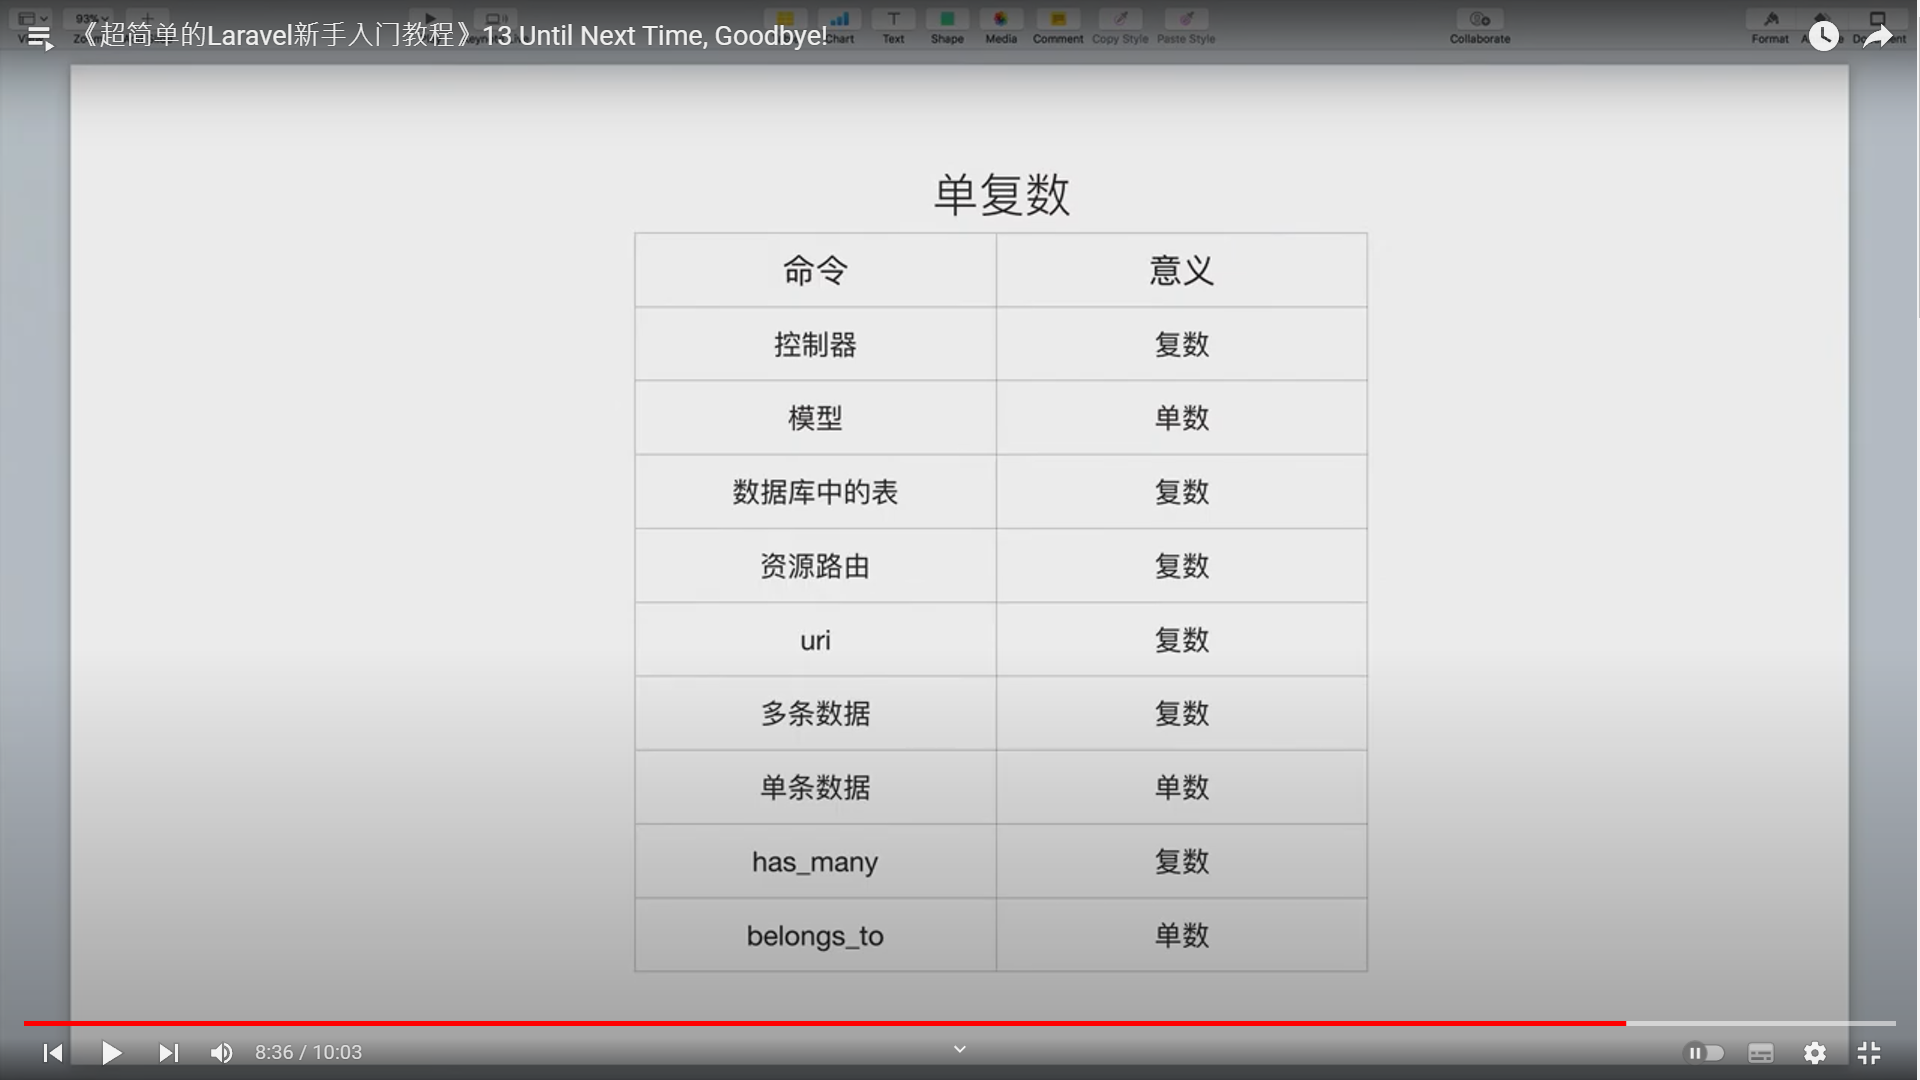 《超简单的Laravel新手入门教程》13 Until Next Time, Goodbye!
93%
Chart
Text
Shape
Media
Comment
Copy Style
Paste Style
Collaborate
Format
单复数
命令 意义
控制器 复数
模型 单数
数据库中的表 复数
资源路由 复数
uri 复数
多条数据 复数
单条数据 单数
has_many 复数
belongs_to 单数
8:36 / 10:03